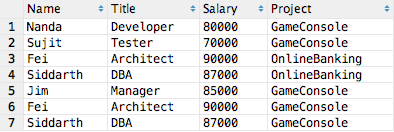 Name Title Salary Project
1 Nanda Developer 80000 GameConsole
2 Sujit Tester 70000 GameConsole
3 Fei Architect 90000 OnlineBanking
4 Siddarth DBA 87000 OnlineBanking
5 Jim Manager 85000 GameConsole
6 Fei Architect 90000 GameConsole
7 Siddarth DBA 87000 GameConsole